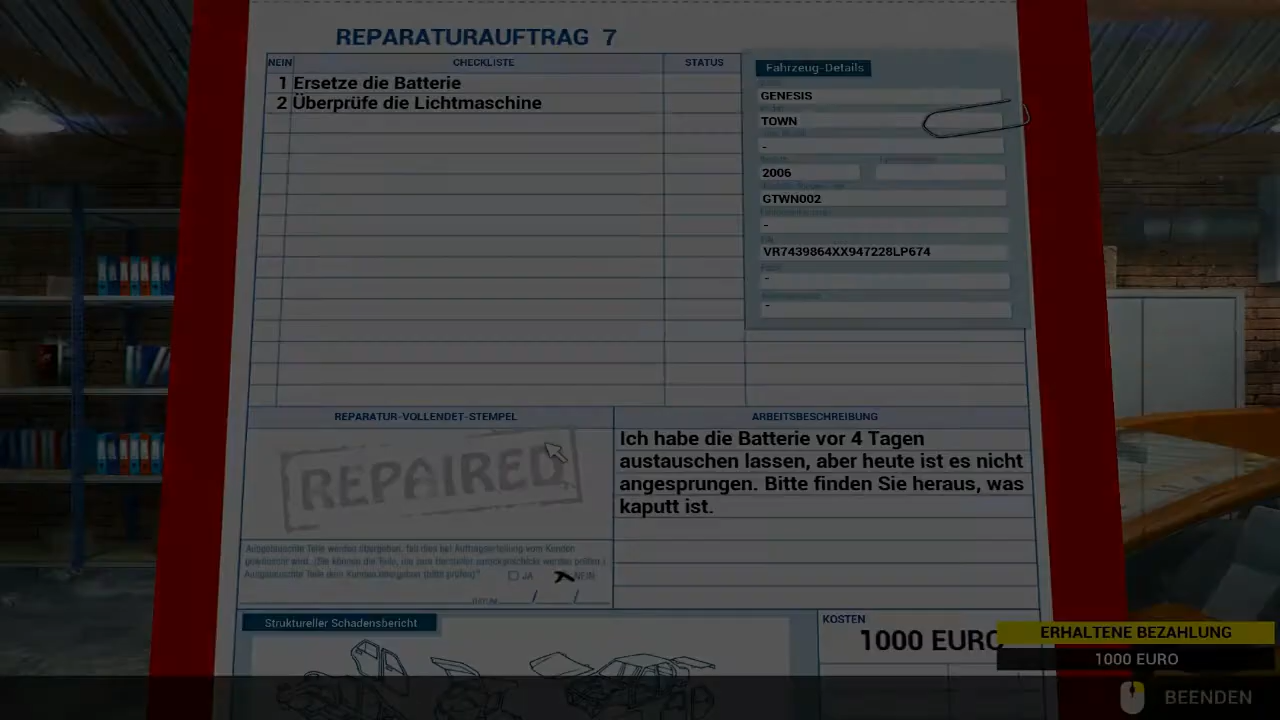 REPARATURAUFTRAG 7
NEIN CHECKLISTE STATUS
1 Ersetze die Batterie
2 Überprüfe die Lichtmaschine
Fahrzeug-Details
GENESIS
TOWN
-
2006
GTWN002
-
VR7439864XX947228LP674
-
-
REPARATUR-VOLLENDET-STEMPEL
REPAIRED
JA NEIN
DATUM / /
ARBEITSBESCHREIBUNG
Ich habe die Batterie vor 4 Tagen
austauschen lassen, aber heute ist es nicht
angesprungen. Bitte finden Sie heraus, was
kaputt ist.
Struktureller Schadensbericht
KOSTEN
1000 EURO
ERHALTENE BEZAHLUNG
1000 EURO
BEENDEN